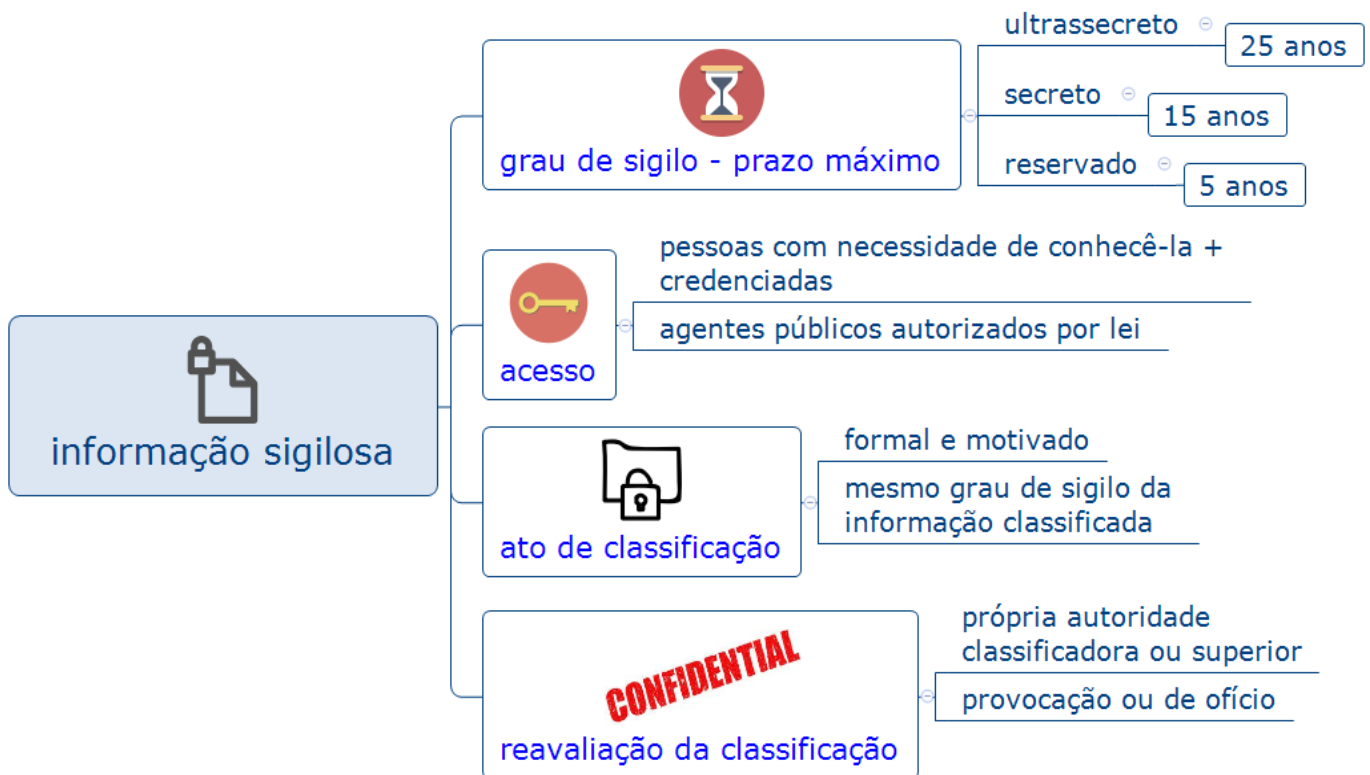 ultrassecreto
25 anos
secreto
15 anos
reservado
5 anos
grau de sigilo - prazo máximo
pessoas com necessidade de conhecê-la +
credenciadas
agentes públicos autorizados por lei
acesso
informação sigilosa
formal e motivado
mesmo grau de sigilo da
informação classificada
ato de classificação
própria autoridade
classificadora ou superior
provocação ou de ofício
CONFIDENTIAL
reavaliação da classificação